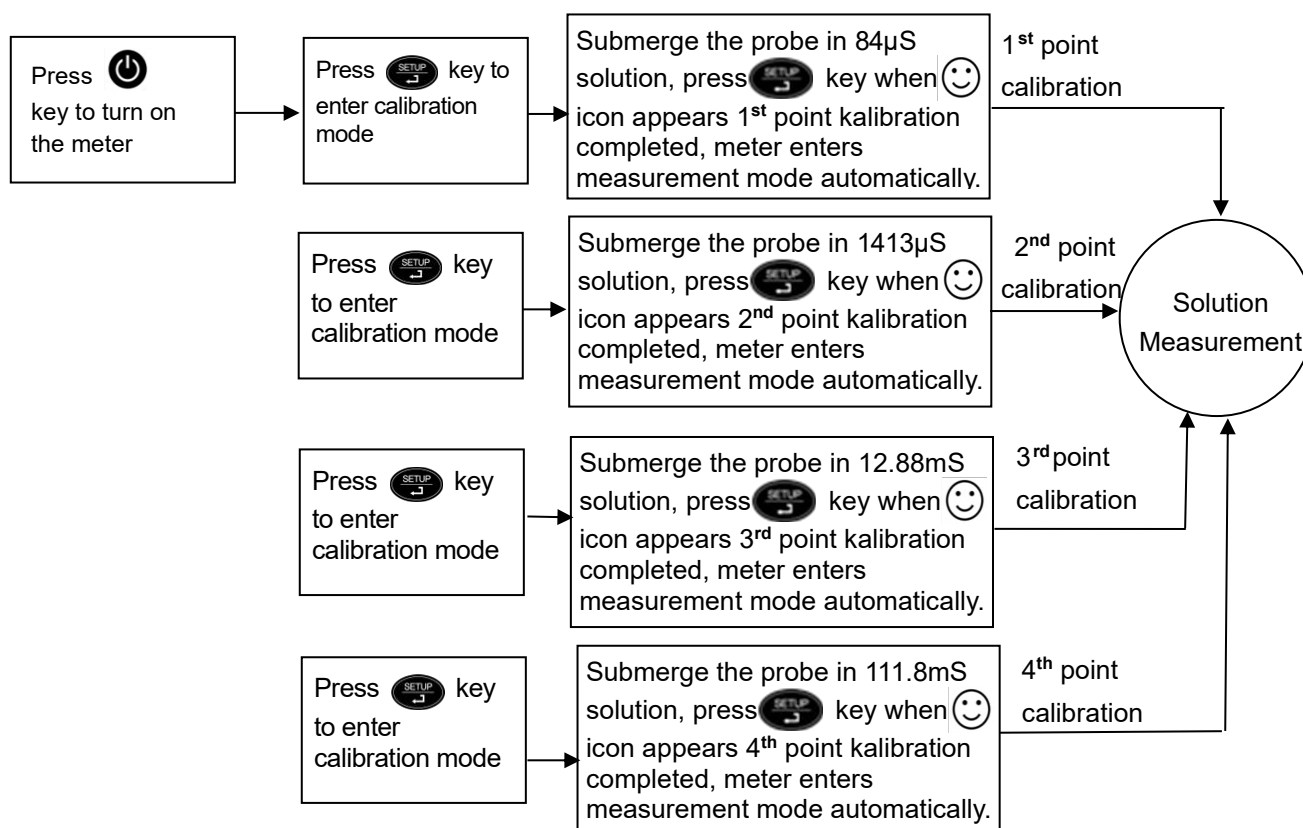 Press
key to turn on
the meter
Press SETUP key to
enter calibration
mode
Submerge the probe in 84µS
solution, press SETUP key when
icon appears 1st point kalibration
completed, meter enters
measurement mode automatically.
1st point
calibration
Press SETUP key
to enter
calibration mode
Submerge the probe in 1413µS
solution, press SETUP key when
icon appears 2nd point kalibration
completed, meter enters
measurement mode automatically.
2nd point
calibration
Solution
Measurement
Press SETUP key
to enter
calibration mode
Submerge the probe in 12.88mS
solution, press SETUP key when
icon appears 3rd point kalibration
completed, meter enters
measurement mode automatically.
3rd point
calibration
Press SETUP key
to enter
calibration mode
Submerge the probe in 111.8mS
solution, press SETUP key when
icon appears 4th point kalibration
completed, meter enters
measurement mode automatically.
4th point
calibration